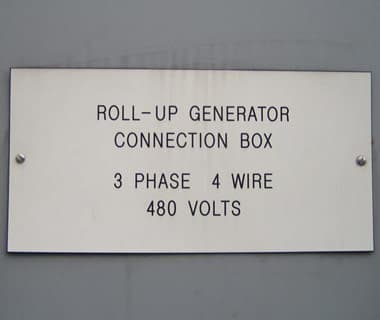 ROLL-UP GENERATOR
CONNECTION BOX
3 PHASE 4 WIRE
480 VOLTS